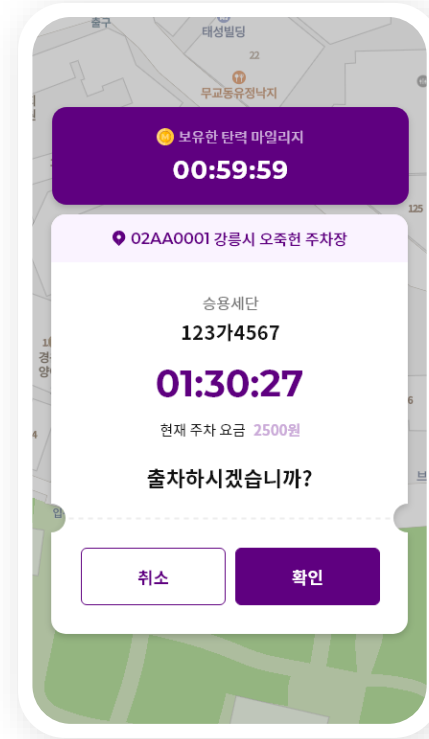 출구
태성빌딩
22
무교동유정낙지
보유한 탄력 마일리지
00:59:59
125
02AA0001 강릉시 오죽헌 주차장
승용세단
123가4567
01:30:27
현재 주차 요금 2500원
출차하시겠습니까?
취소
확인